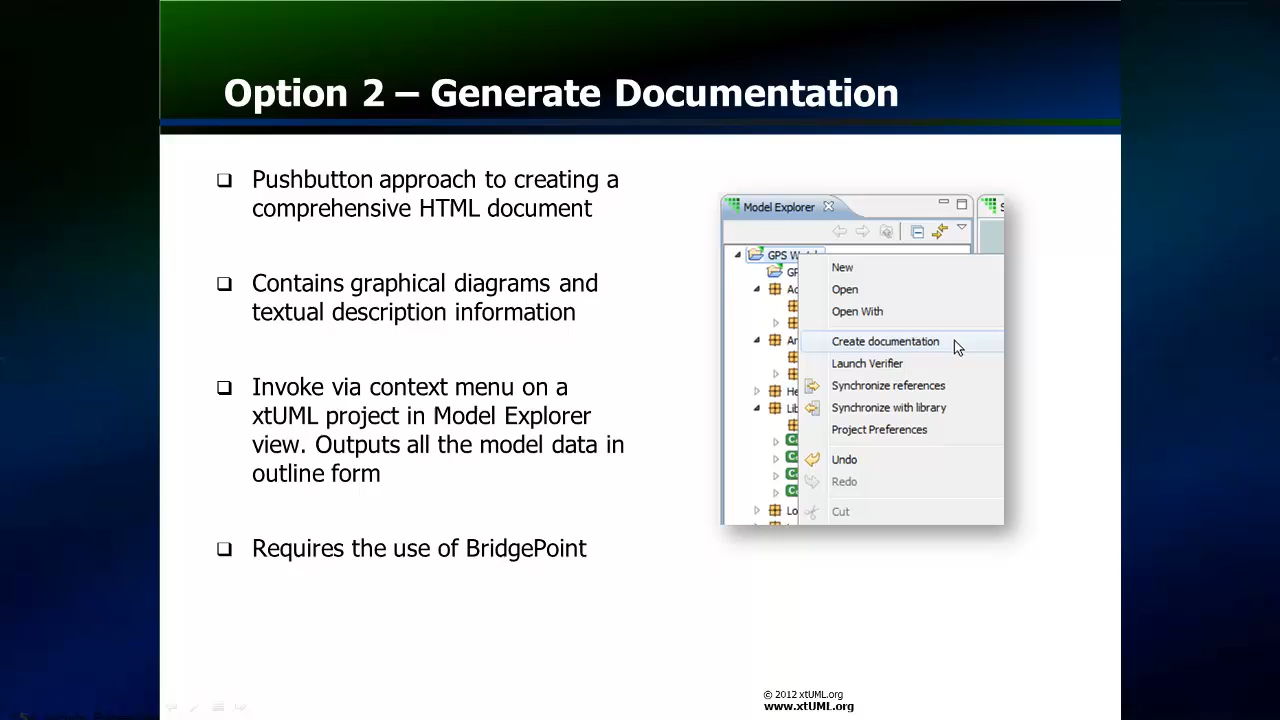 Option 2 – Generate Documentation
Pushbutton approach to creating a
comprehensive HTML document
Contains graphical diagrams and
textual description information
Invoke via context menu on a
xtUML project in Model Explorer
view. Outputs all the model data in
outline form
Requires the use of BridgePoint
Model Explorer
New
Open
Open With
Create documentation
Launch Verifier
Synchronize references
Synchronize with library
Project Preferences
Undo
Redo
Cut
© 2012 xtUML.org
www.xtUML.org